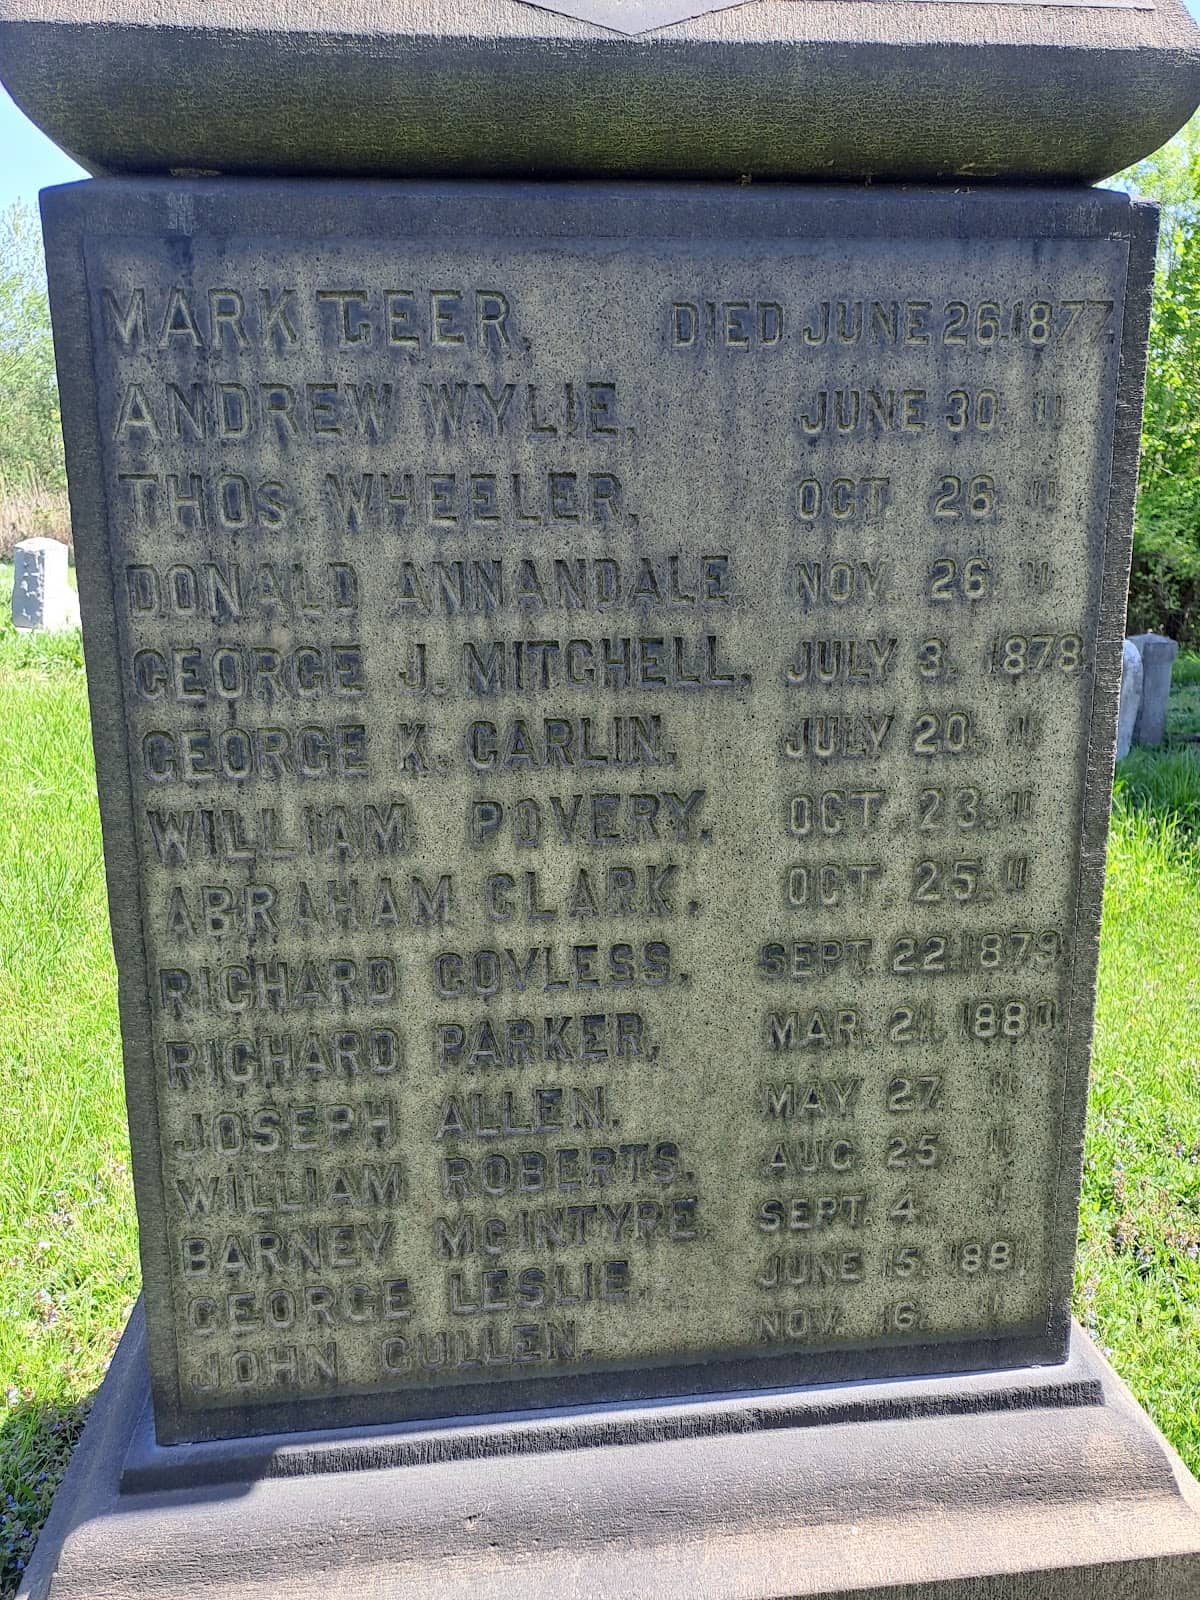 MARK TEER. DIED JUNE 26. 1877.
ANDREW WYLIE. JUNE 30. "
THOS. WHEELER. OCT. 26. "
DONALD ANNANDALE. NOV. 26. "
GEORGE J. MITCHELL. JULY 3. 1878.
GEORGE K. CARLIN. JULY 20. "
WILLIAM POVERY. OCT. 23. "
ABRAHAM CLARK. OCT. 25. "
RICHARD COVLESS. SEPT. 22. 1879.
RICHARD PARKER. MAR. 21. 1880.
JOSEPH ALLEN. MAY 27. "
WILLIAM ROBERTS. AUG. 25. "
BARNEY McINTYRE. SEPT. 4. "
GEORGE LESLIE. JUNE 15. 1881.
JOHN CULLEN. NOV. 16. "